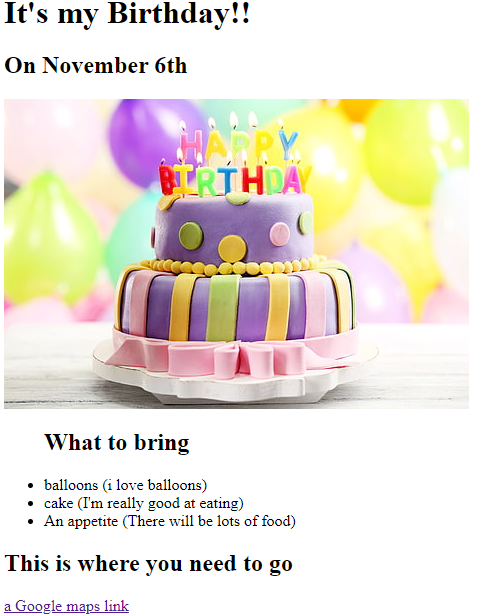 It's my Birthday!!
On November 6th
HAPPY
BIRTHDAY
What to bring
balloons (i love balloons)
cake (I'm really good at eating)
An appetite (There will be lots of food)
This is where you need to go
a Google maps link